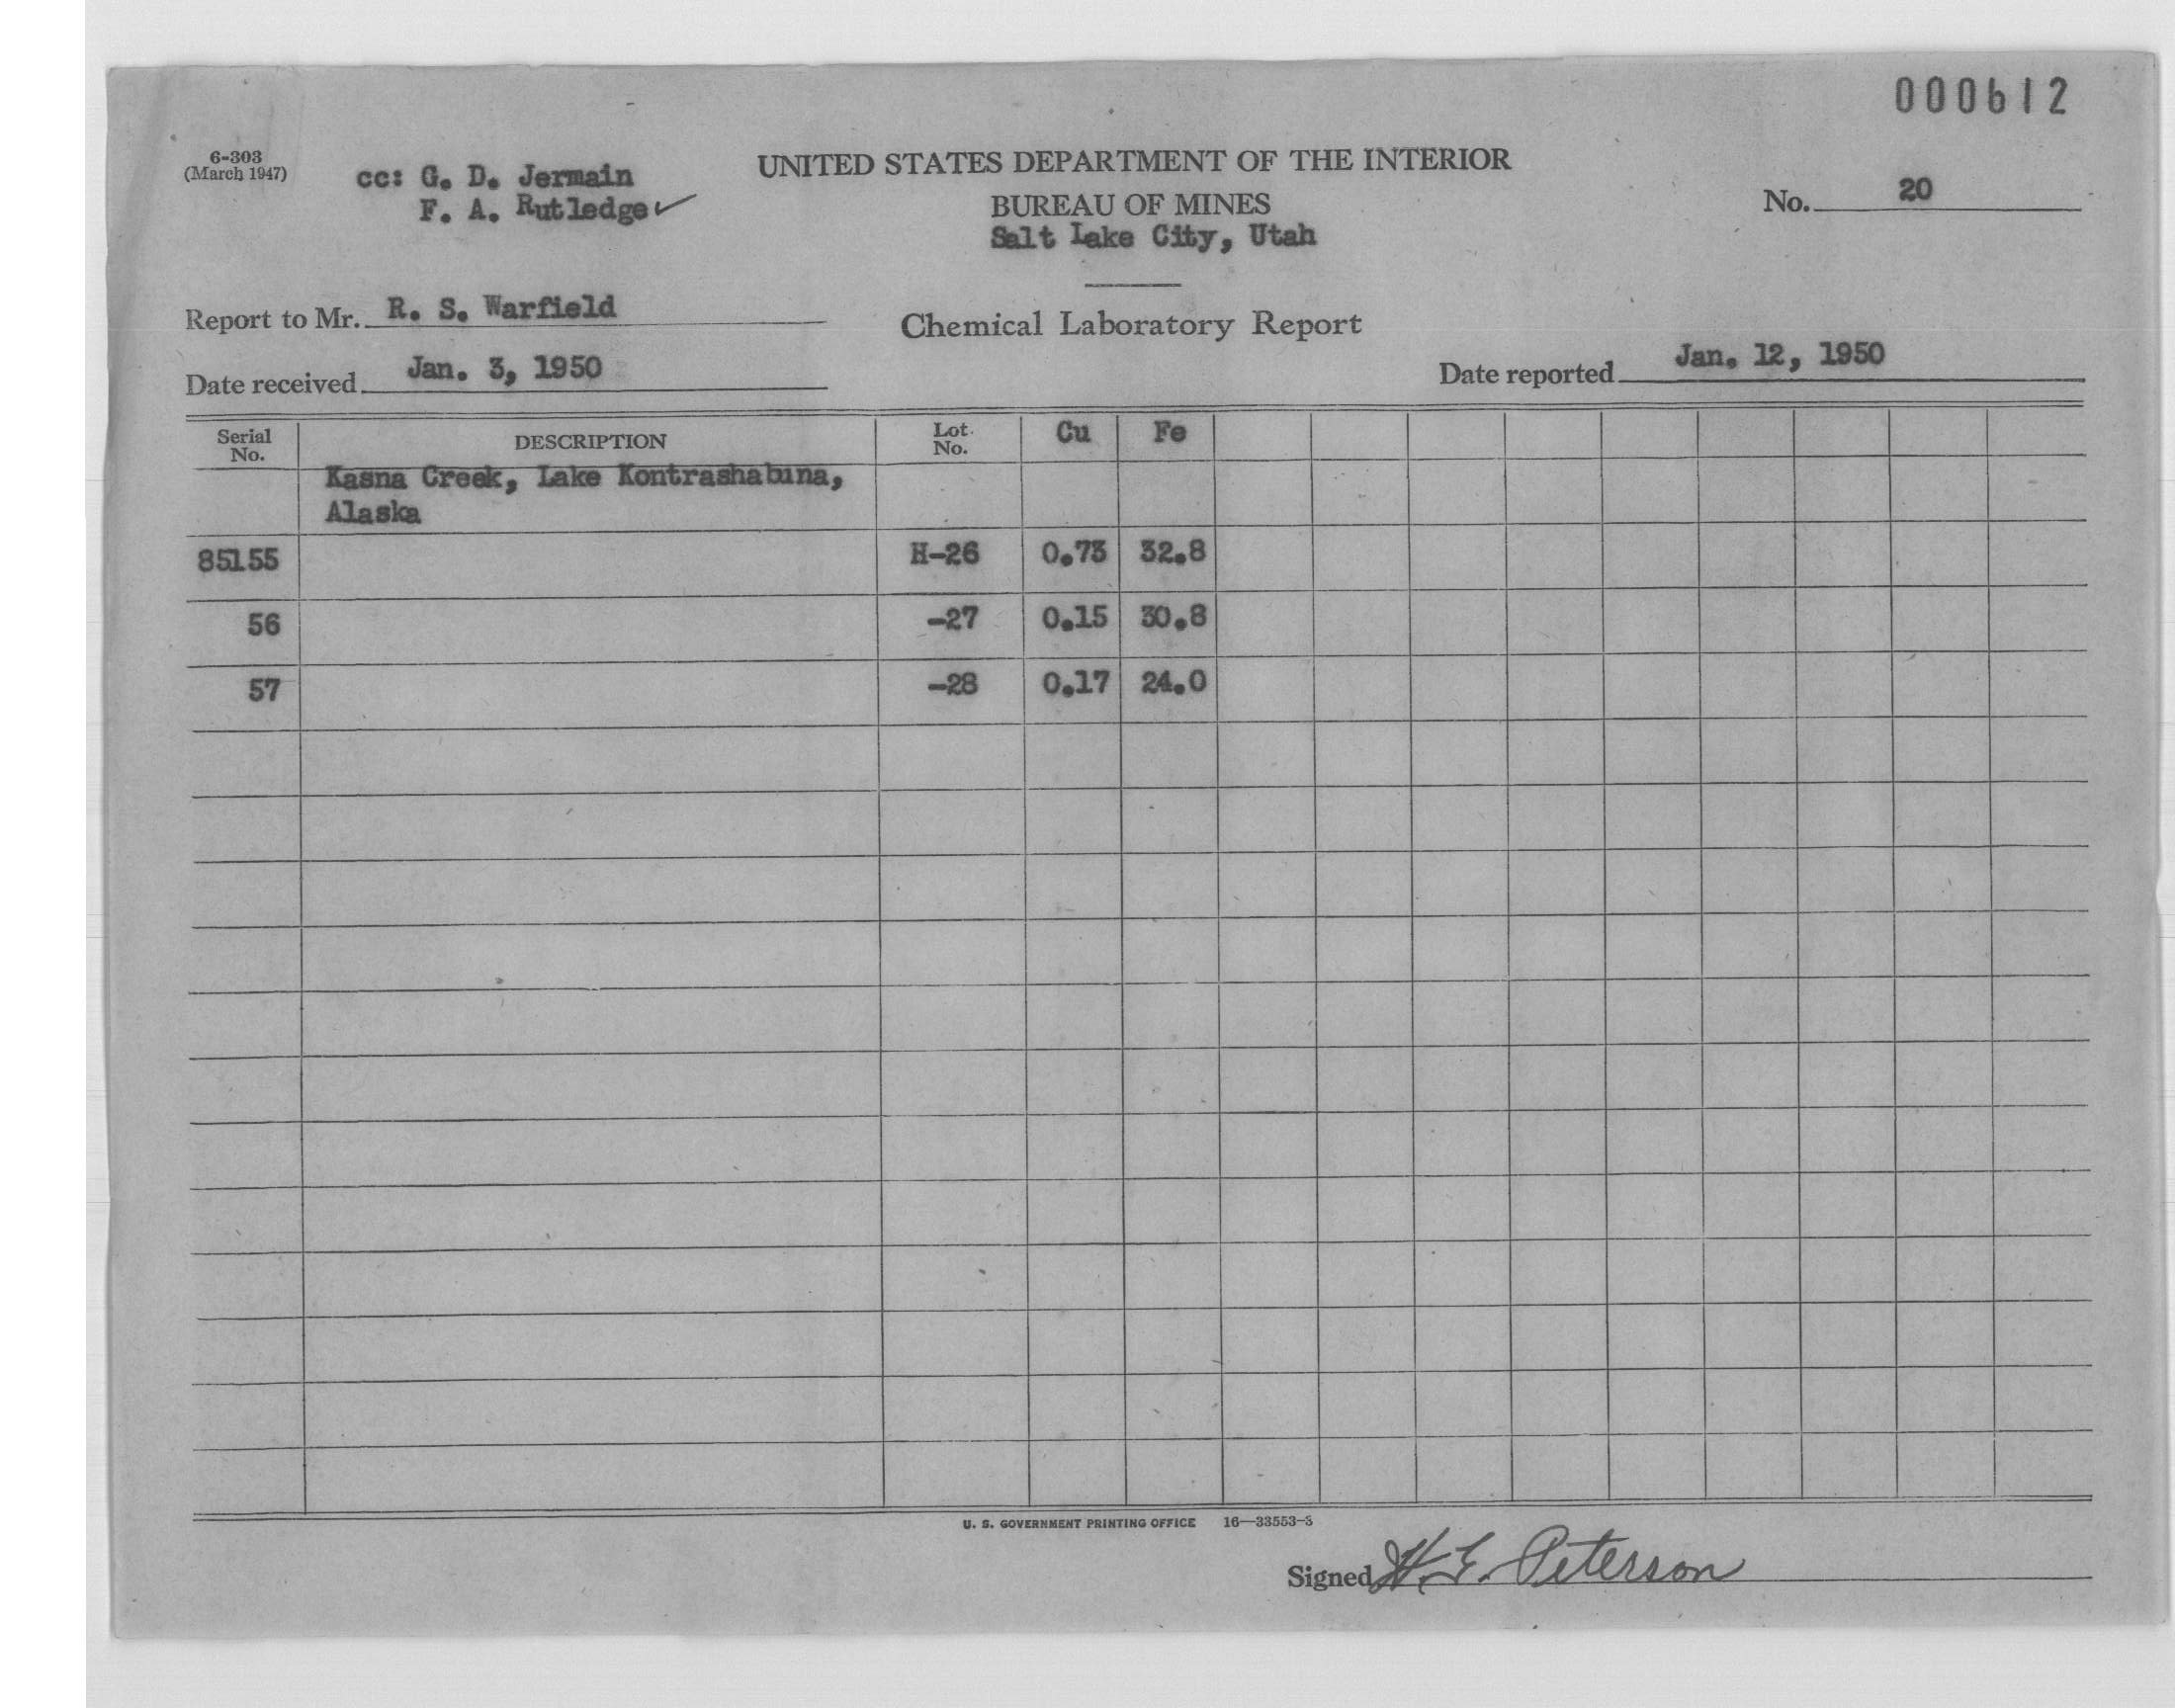 000612
6-303
(March 1947)
cc: G. D. Jermain
F. A. Rutledge ✓
UNITED STATES DEPARTMENT OF THE INTERIOR
BUREAU OF MINES
Salt Lake City, Utah
No. 20
Report to Mr. R. S. Warfield
Chemical Laboratory Report
Date received Jan. 3, 1950
Date reported Jan. 12, 1950
Serial No. DESCRIPTION Lot No. Cu Fe
Kasna Creek, Lake Kontrashabuna,
Alaska
85155 H-26 0.73 32.8
56 -27 0.15 30.8
57 -28 0.17 24.0
U. S. GOVERNMENT PRINTING OFFICE 16—33553-3
Signed H. E. Peterson